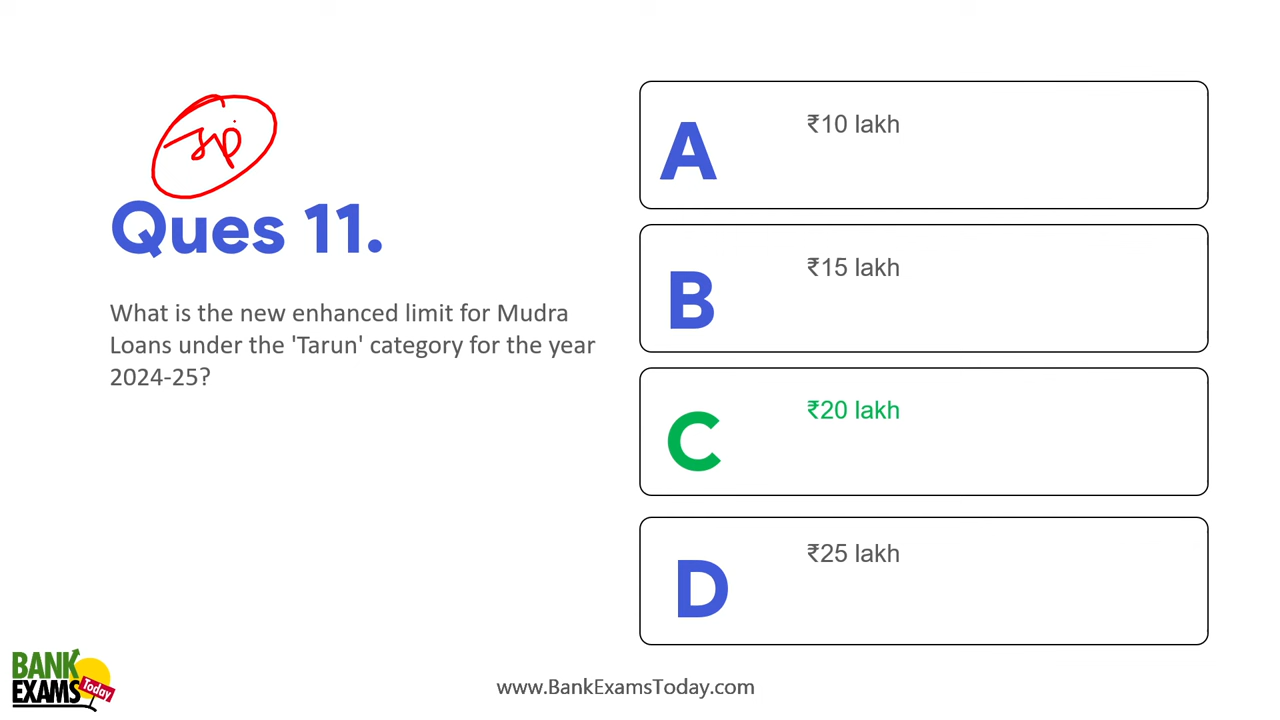 Ques 11.
What is the new enhanced limit for Mudra
Loans under the 'Tarun' category for the year
2024-25?
A
₹10 lakh
B
₹15 lakh
C
₹20 lakh
D
₹25 lakh
BANK
EXAMS
Today
www.BankExamsToday.com